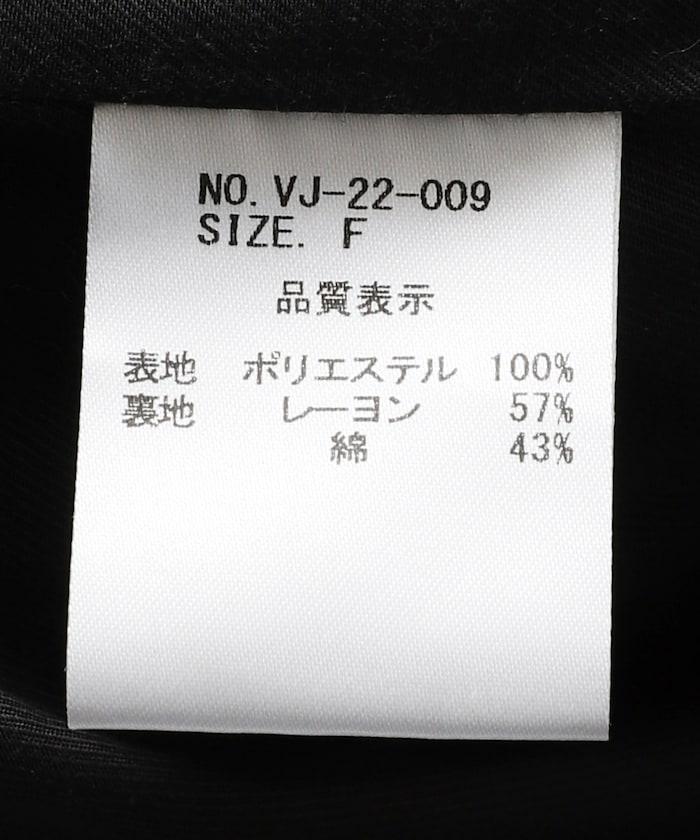 NO. VJ-22-009
SIZE. F
品質表示
表地 ポリエステル 100%
裏地 レーヨン 57%
綿 43%